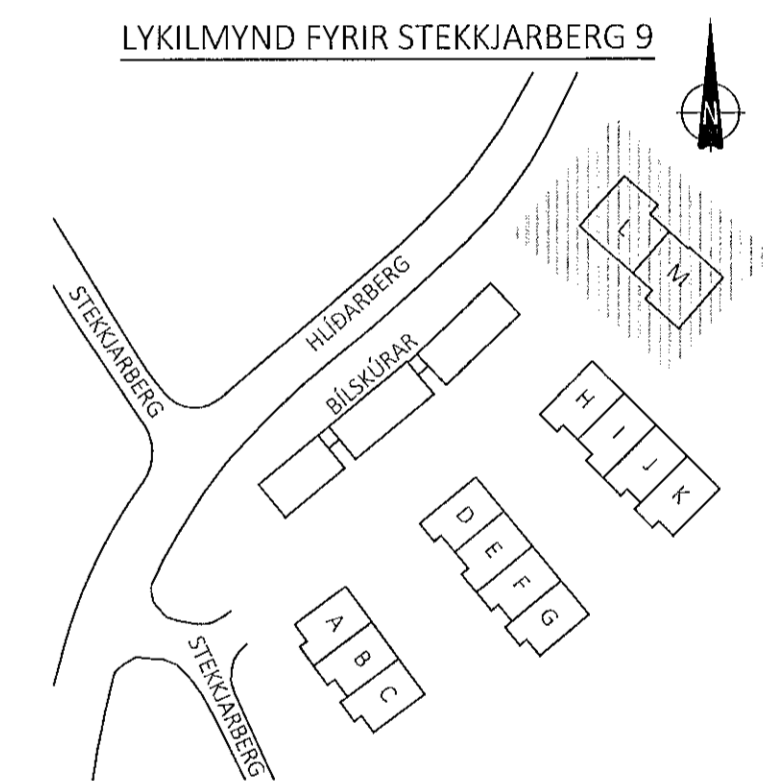 LYKILMYND FYRIR STEKKJARBERG 9
N
L
M
HLÍÐARBERG
STEKKJARBERG
BÍLSKÚRAR
H
I
J
K
D
E
F
G
A
B
C
STEKKJARBERG